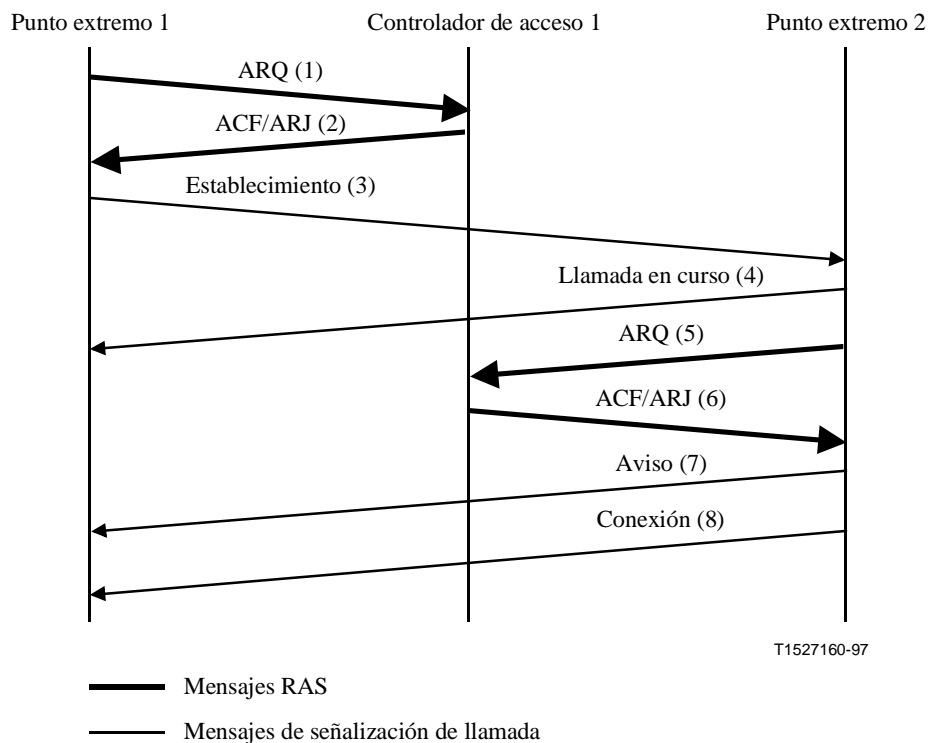 Punto extremo 1
Controlador de acceso 1
Punto extremo 2
ARQ (1)
ACF/ARJ (2)
Establecimiento (3)
Llamada en curso (4)
ARQ (5)
ACF/ARJ (6)
Aviso (7)
Conexión (8)
T1527160-97
Mensajes RAS
Mensajes de señalización de llamada